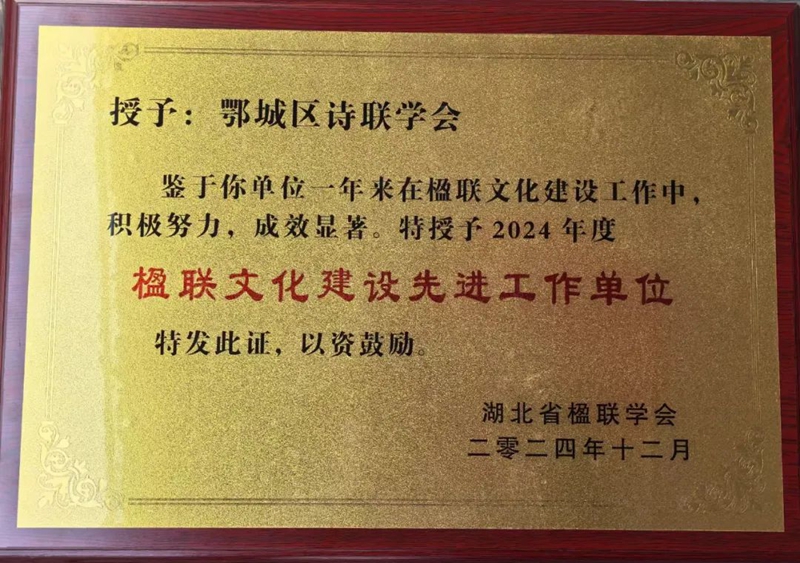 授予：鄂城区诗联学会
鉴于你单位一年来在楹联文化建设工作中，
积极努力，成效显著。特授予2024年度
楹联文化建设先进工作单位
特发此证，以资鼓励。
湖北省楹联学会
二零二四年十二月